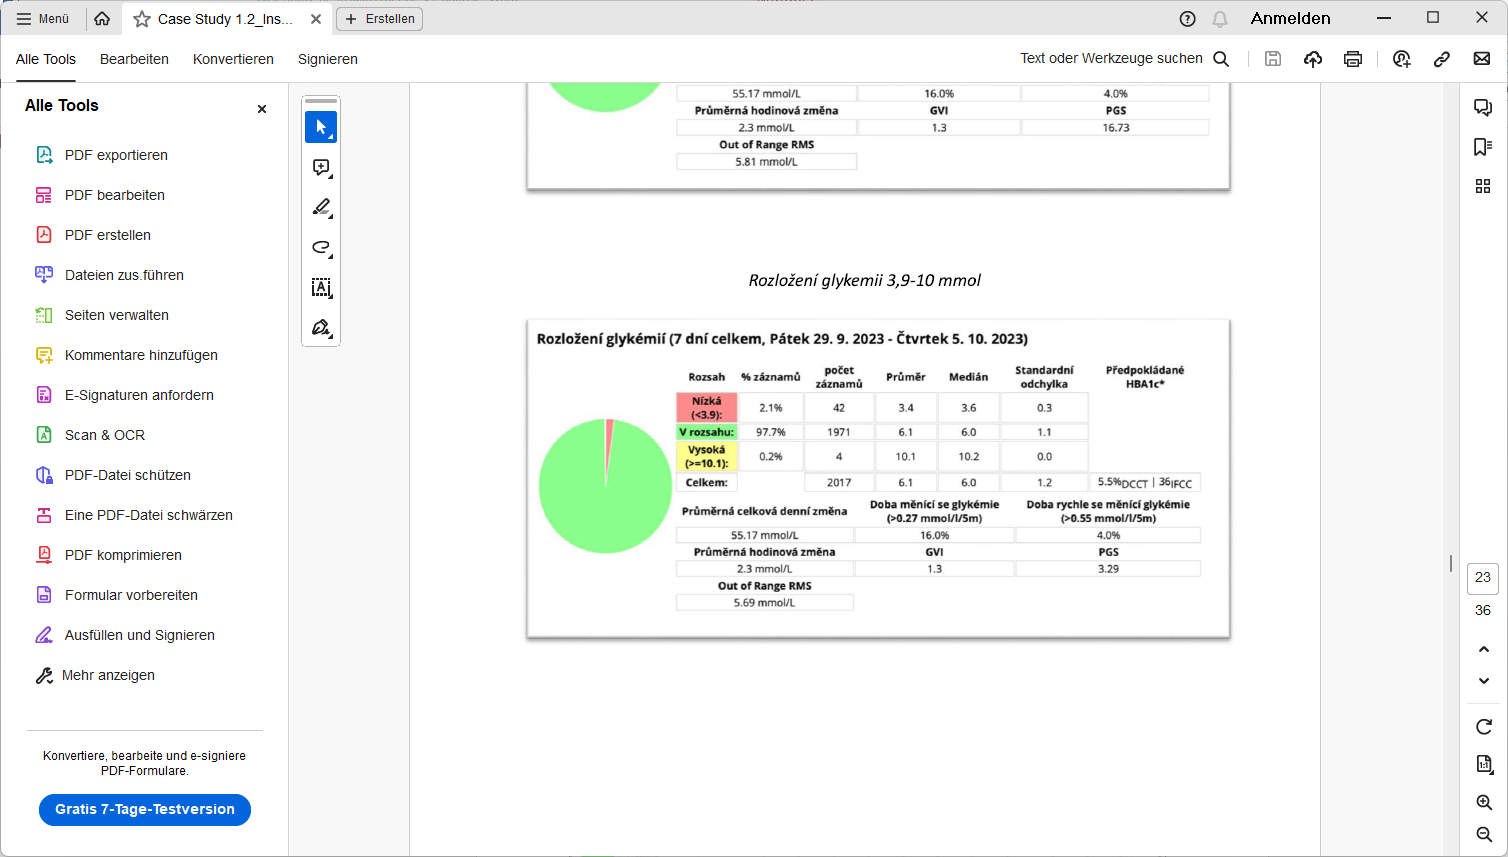 Menü
Case Study 1.2_Ins...
Erstellen
Anmelden
Alle Tools
Bearbeiten
Konvertieren
Signieren
Text oder Werkzeuge suchen
Alle Tools
PDF exportieren
PDF bearbeiten
PDF erstellen
Dateien zus.führen
Seiten verwalten
Kommentare hinzufügen
E-Signaturen anfordern
Scan & OCR
PDF-Datei schützen
Eine PDF-Datei schwärzen
PDF komprimieren
Formular vorbereiten
Ausfüllen und Signieren
Mehr anzeigen
Konvertiere, bearbeite und e-signiere
PDF-Formulare.
Gratis 7-Tage-Testversion
55.17 mmol/L 16.0% 4.0%
Průměrná hodinová změna GVI PGS
2.3 mmol/L 1.3 16.73
Out of Range RMS
5.81 mmol/L
Rozložení glykemii 3,9-10 mmol
Rozložení glykémií (7 dní celkem, Pátek 29. 9. 2023 - Čtvrtek 5. 10. 2023)
Rozsah % záznamů počet záznamů Průměr Medián Standardní odchylka Předpokládané HBA1c*
Nízká (<3.9): 2.1% 42 3.4 3.6 0.3
V rozsahu: 97.7% 1971 6.1 6.0 1.1
Vysoká (>=10.1): 0.2% 4 10.1 10.2 0.0
Celkem: 2017 6.1 6.0 1.2 5.5%DCCT | 36IFCC
Průměrná celková denní změna Doba měnící se glykémie (>0.27 mmol/l/5m) Doba rychle se měnící glykémie (>0.55 mmol/l/5m)
55.17 mmol/L 16.0% 4.0%
Průměrná hodinová změna GVI PGS
2.3 mmol/L 1.3 3.29
Out of Range RMS
5.69 mmol/L
23
36
1:1